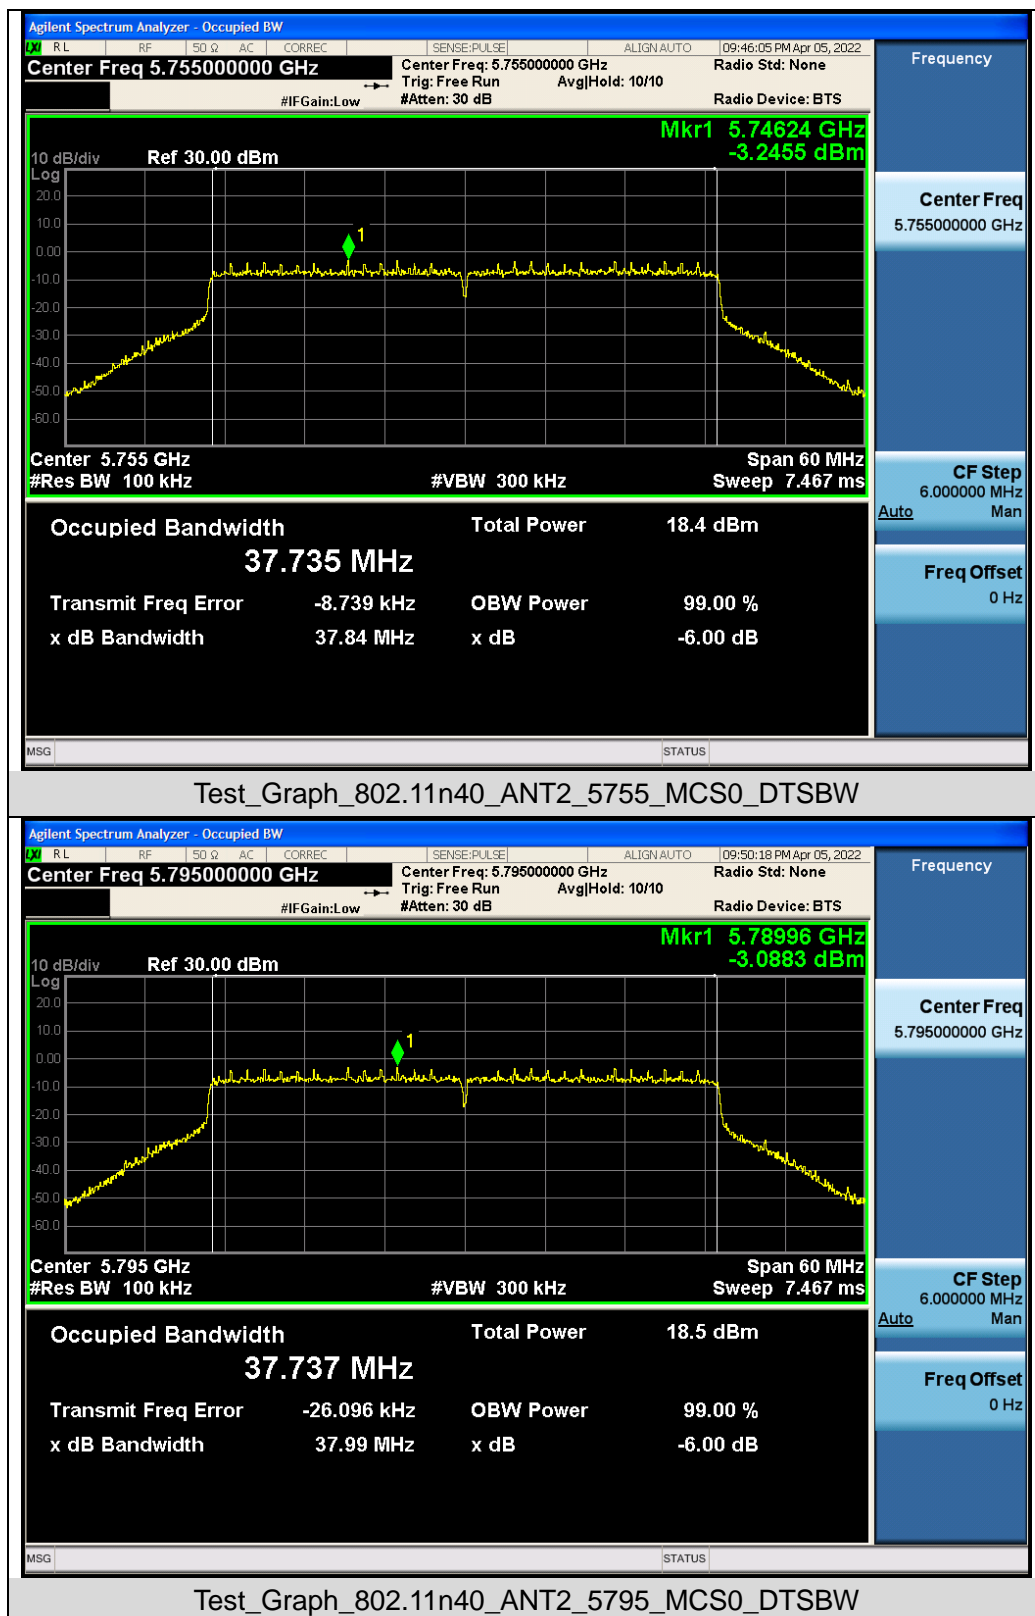 Agilent Spectrum Analyzer - Occupied BW
LXI RL RF 50 Ω AC CORREC SENSE:PULSE ALIGN AUTO 09:46:05 PM Apr 05, 2022
Center Freq 5.755000000 GHz Center Freq: 5.755000000 GHz Radio Std: None Frequency
Trig: Free Run Avg|Hold: 10/10
#IFGain:Low #Atten: 30 dB Radio Device: BTS
Mkr1 5.74624 GHz
10 dB/div Ref 30.00 dBm -3.2455 dBm
Log
20.0
10.0
0.00
-10.0
-20.0
-30.0
-40.0
-50.0
-60.0
1
Center Freq
5.755000000 GHz
Center 5.755 GHz Span 60 MHz
#Res BW 100 kHz #VBW 300 kHz Sweep 7.467 ms
CF Step
6.000000 MHz
Auto Man
Occupied Bandwidth Total Power 18.4 dBm
37.735 MHz
Transmit Freq Error -8.739 kHz OBW Power 99.00 %
x dB Bandwidth 37.84 MHz x dB -6.00 dB
Freq Offset
0 Hz
MSG STATUS
Test_Graph_802.11n40_ANT2_5755_MCS0_DTSBW
Agilent Spectrum Analyzer - Occupied BW
LXI RL RF 50 Ω AC CORREC SENSE:PULSE ALIGN AUTO 09:50:18 PM Apr 05, 2022
Center Freq 5.795000000 GHz Center Freq: 5.795000000 GHz Radio Std: None Frequency
Trig: Free Run Avg|Hold: 10/10
#IFGain:Low #Atten: 30 dB Radio Device: BTS
Mkr1 5.78996 GHz
10 dB/div Ref 30.00 dBm -3.0883 dBm
Log
20.0
10.0
0.00
-10.0
-20.0
-30.0
-40.0
-50.0
-60.0
1
Center Freq
5.795000000 GHz
Center 5.795 GHz Span 60 MHz
#Res BW 100 kHz #VBW 300 kHz Sweep 7.467 ms
CF Step
6.000000 MHz
Auto Man
Occupied Bandwidth Total Power 18.5 dBm
37.737 MHz
Transmit Freq Error -26.096 kHz OBW Power 99.00 %
x dB Bandwidth 37.99 MHz x dB -6.00 dB
Freq Offset
0 Hz
MSG STATUS
Test_Graph_802.11n40_ANT2_5795_MCS0_DTSBW